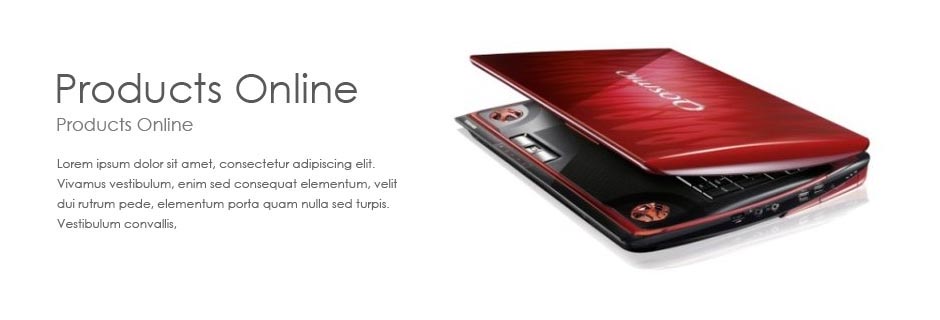 Products Online
Products Online
Lorem ipsum dolor sit amet, consectetur adipiscing elit.
Vivamus vestibulum, enim sed consequat elementum, velit
dui rutrum pede, elementum porta quam nulla sed turpis.
Vestibulum convallis,
Qosmio